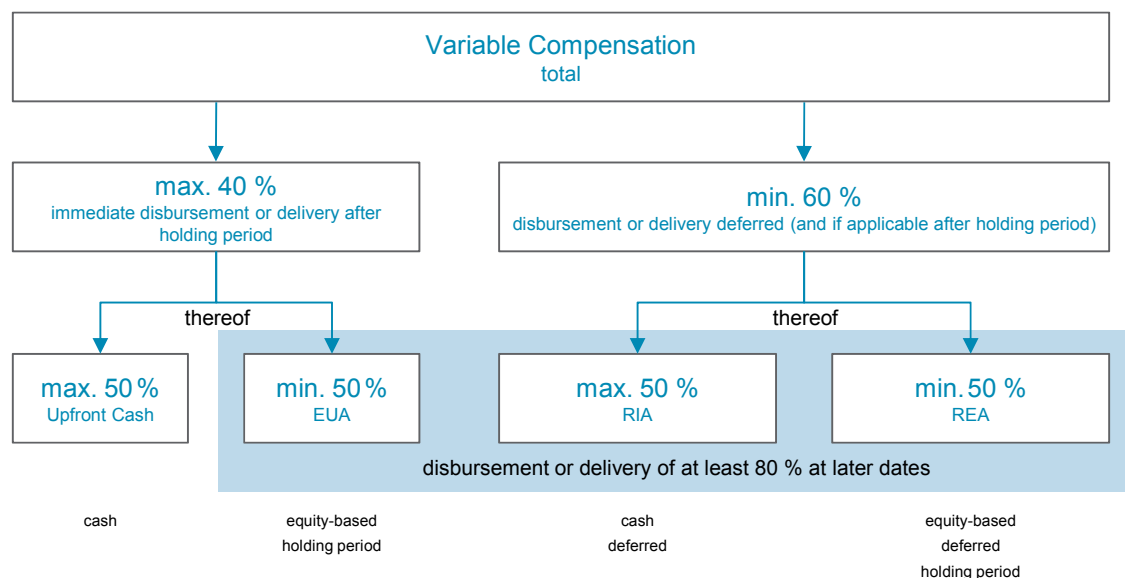 Variable Compensation
total
max. 40 %
immediate disbursement or delivery after
holding period
min. 60 %
disbursement or delivery deferred (and if applicable after holding period)
thereof
thereof
max. 50 %
Upfront Cash
min. 50 %
EUA
max. 50 %
RIA
min. 50 %
REA
disbursement or delivery of at least 80 % at later dates
cash
equity-based
holding period
cash
deferred
equity-based
deferred
holding period